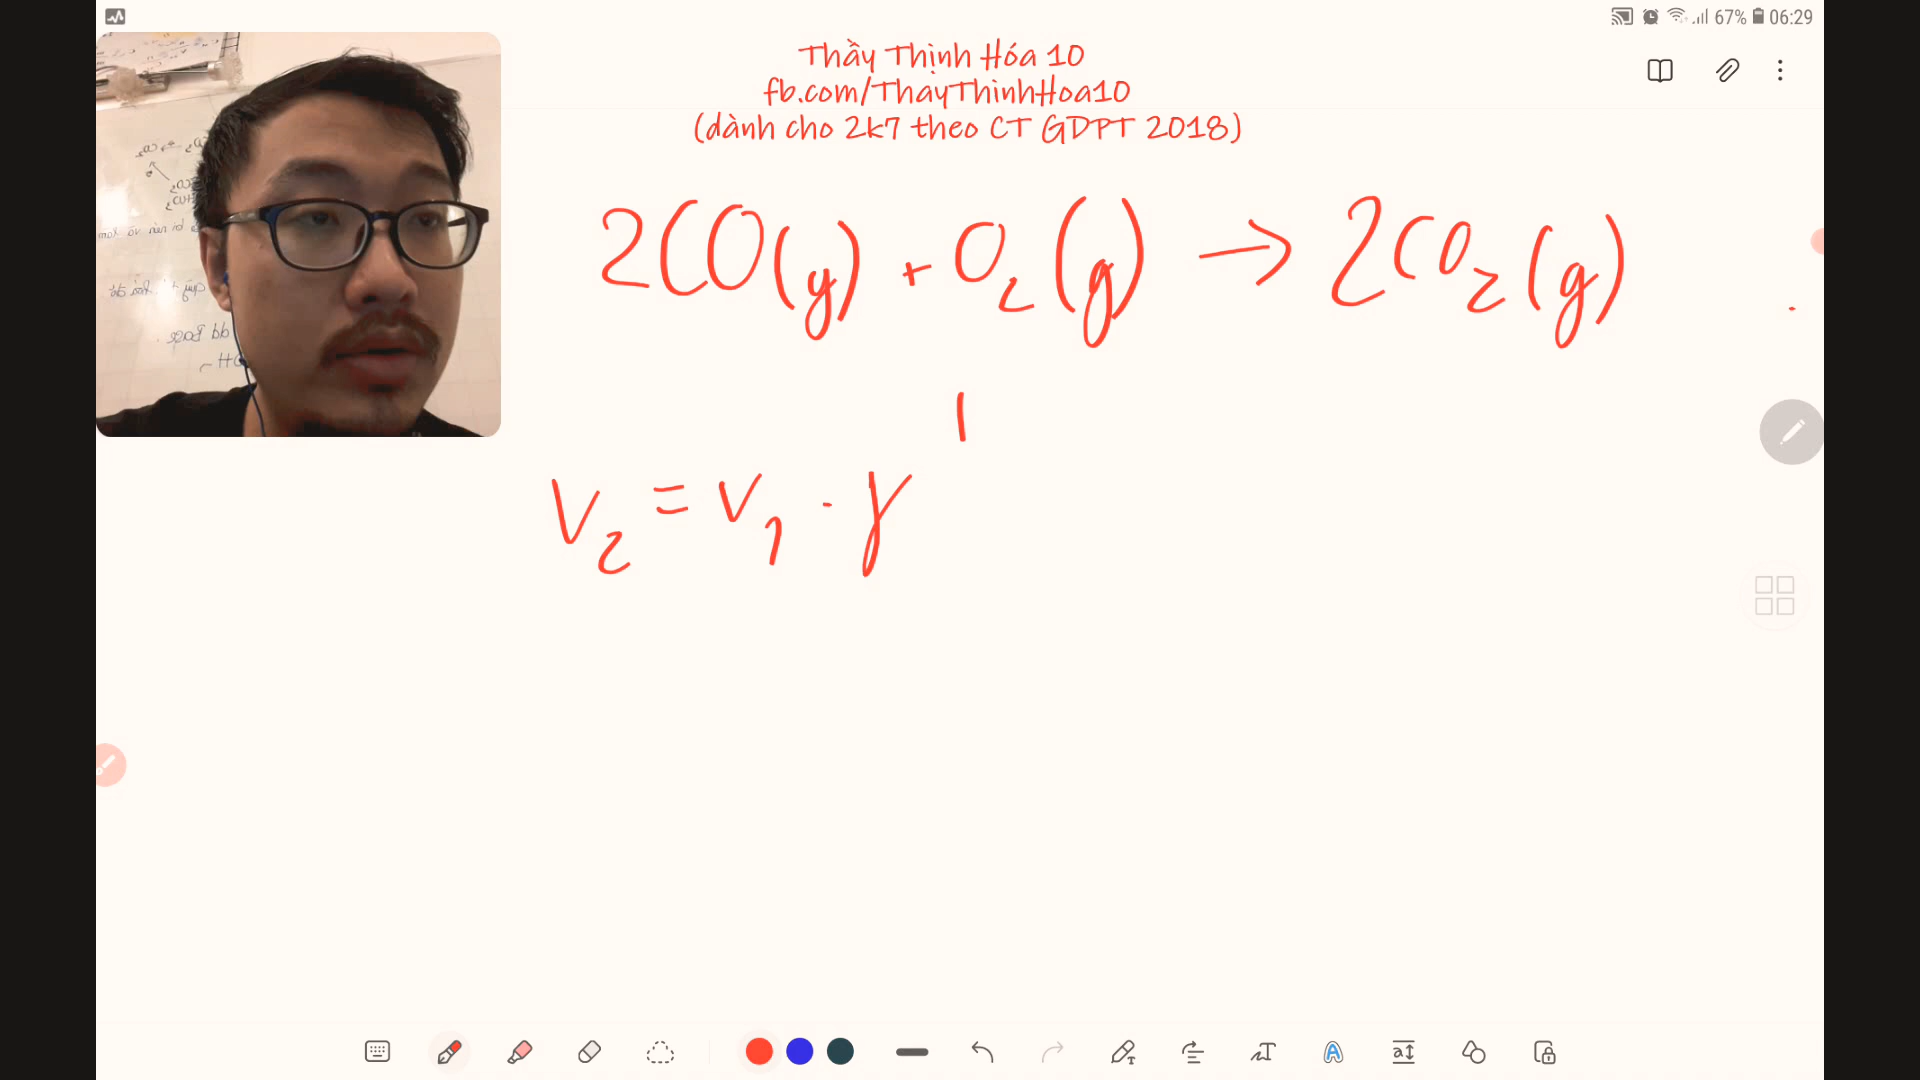 67% 06:29
Thầy Thịnh Hóa 10
fb.com/ThayThinhHoa10
(dành cho 2k7 theo CT GDPT 2018)
2CO(g) + O₂(g) → 2CO₂(g)
V₂ = V₁ · γ